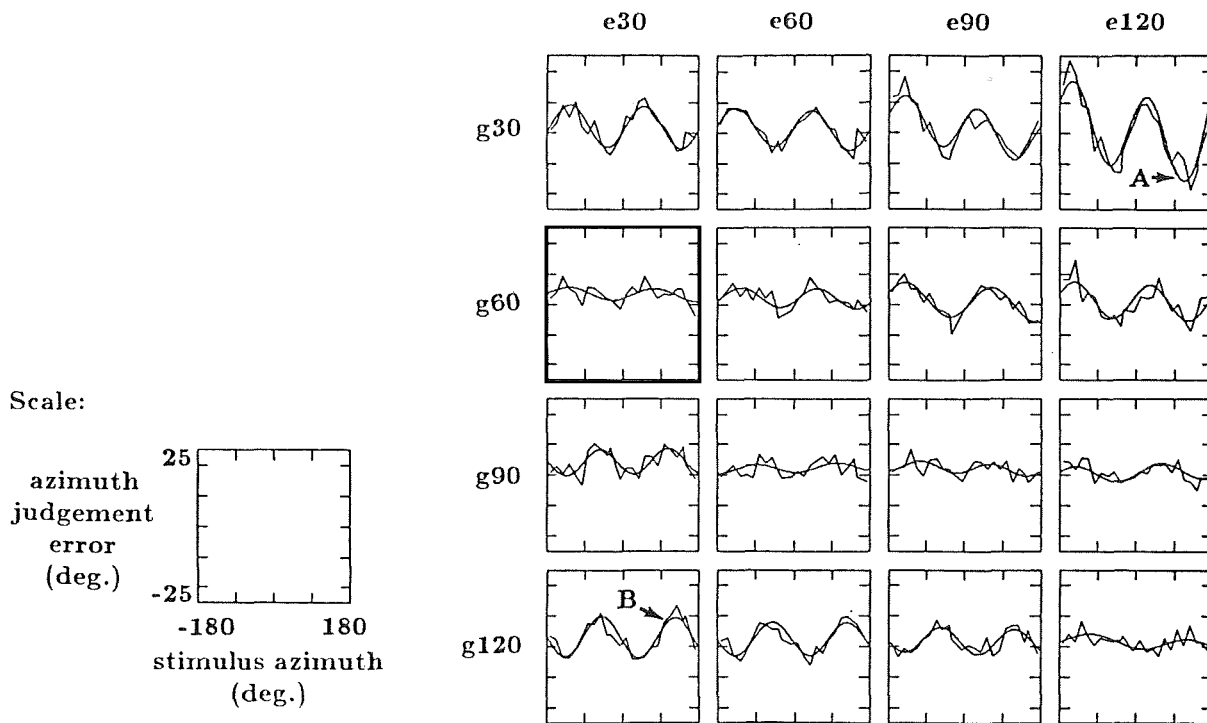 e30 e60 e90 e120
g30
A
g60
Scale:
g90
25
azimuth
judgement
error
(deg.)
-25
-180 180
stimulus azimuth
(deg.)
B
g120